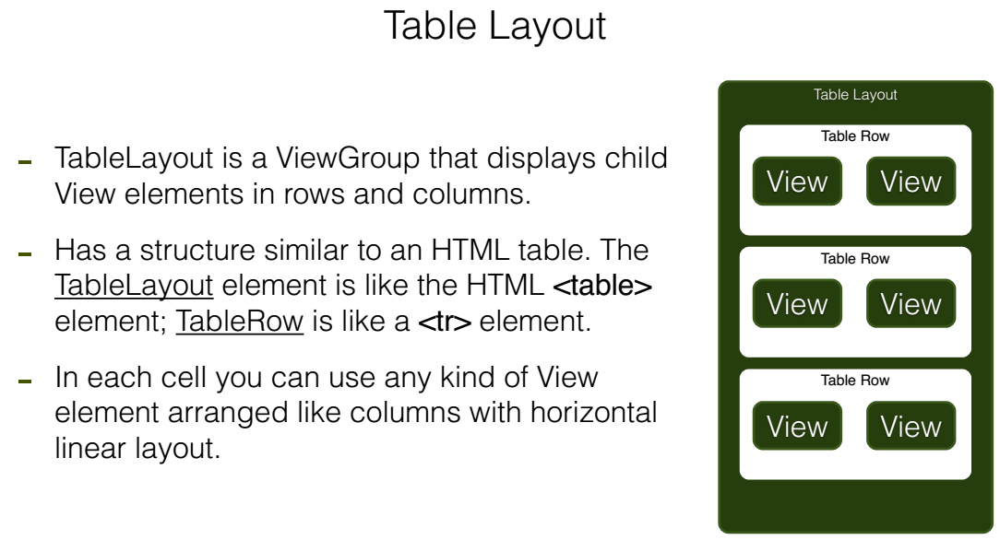 Table Layout
- TableLayout is a ViewGroup that displays child
View elements in rows and columns.
- Has a structure similar to an HTML table. The
TableLayout element is like the HTML <table>
element; TableRow is like a <tr> element.
- In each cell you can use any kind of View
element arranged like columns with horizontal
linear layout.
Table Layout
Table Row
View View
Table Row
View View
Table Row
View View